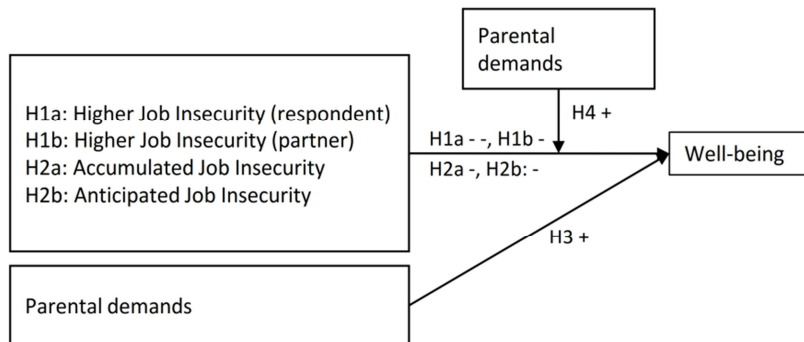 Parental
demands
H1a: Higher Job Insecurity (respondent)
H1b: Higher Job Insecurity (partner)
H2a: Accumulated Job Insecurity
H2b: Anticipated Job Insecurity
H4 +
H1a - -, H1b -
H2a -, H2b: -
Well-being
H3 +
Parental demands